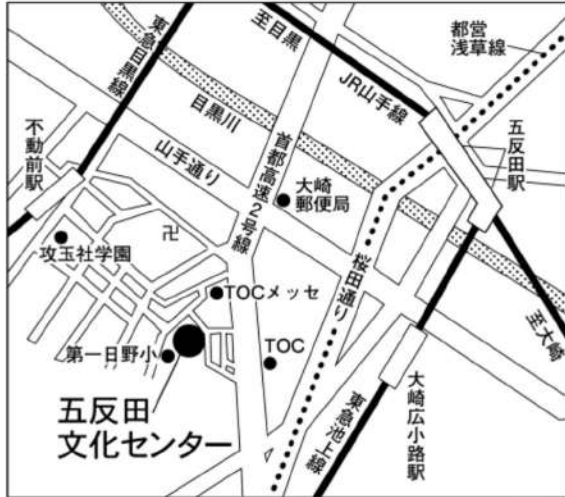 至目黒
都営
浅草線
東急目黒線
JR山手線
目黒川
首都高速2号線
不動前駅
山手通り
五反田駅
大崎
郵便局
卍
攻玉社学園
桜田通り
TOCメッセ
至大崎
第一日野小
TOC
五反田
文化センター
東急池上線
大崎広小路駅